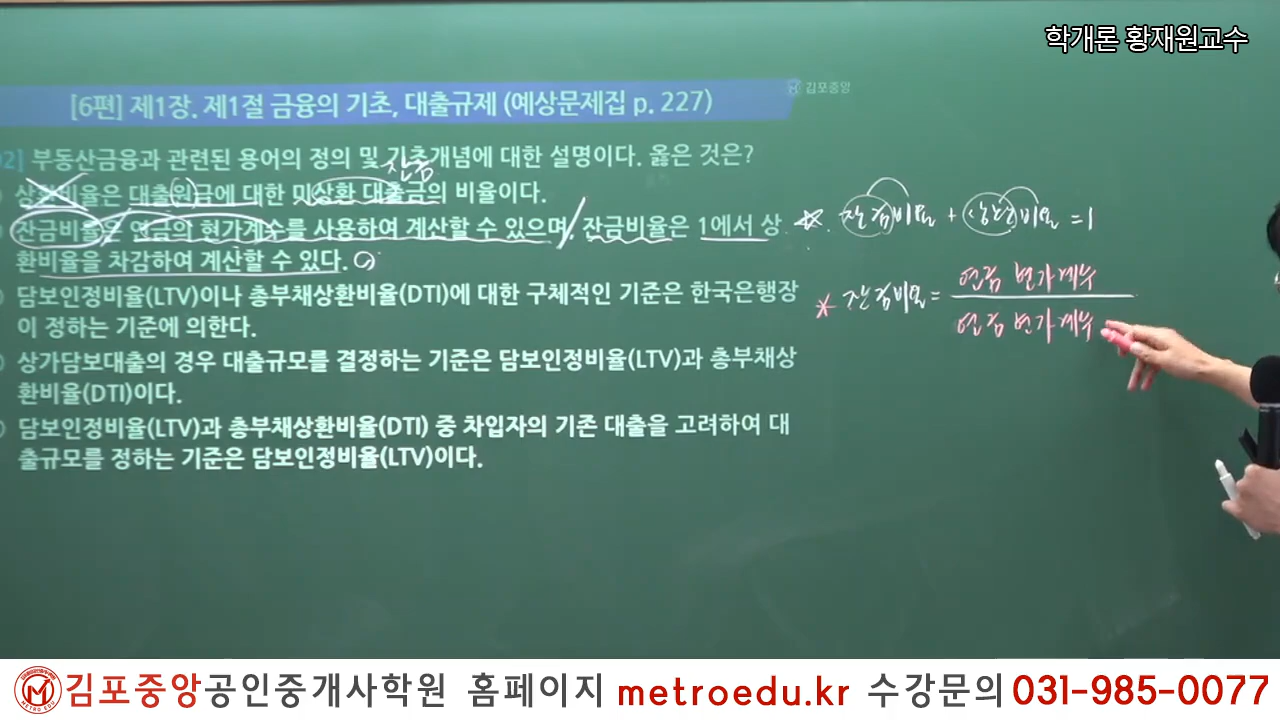 학개론 황재원교수
[6편] 제1장. 제1절 금융의 기초, 대출규제 (예상문제집 p. 227)
김포중앙
02] 부동산금융과 관련된 용어의 정의 및 기초개념에 대한 설명이다. 옳은 것은?
잔금
상환비율은 대출원금에 대한 미상환 대출금의 비율이다.
잔금비율은 연금의 현가계수를 사용하여 계산할 수 있으며, 잔금비율은 1에서 상
환비율을 차감하여 계산할 수 있다.
담보인정비율(LTV)이나 총부채상환비율(DTI)에 대한 구체적인 기준은 한국은행장
이 정하는 기준에 의한다.
상가담보대출의 경우 대출규모를 결정하는 기준은 담보인정비율(LTV)과 총부채상
환비율(DTI)이다.
담보인정비율(LTV)과 총부채상환비율(DTI) 중 차입자의 기존 대출을 고려하여 대
출규모를 정하는 기준은 담보인정비율(LTV)이다.
잔금비율 + 상환비율 = 1
연금 현가계수
잔금비율 =
연금 현가계수
METRO EDU
김포중앙공인중개사학원 홈페이지 metroedu.kr 수강문의 031-985-0077